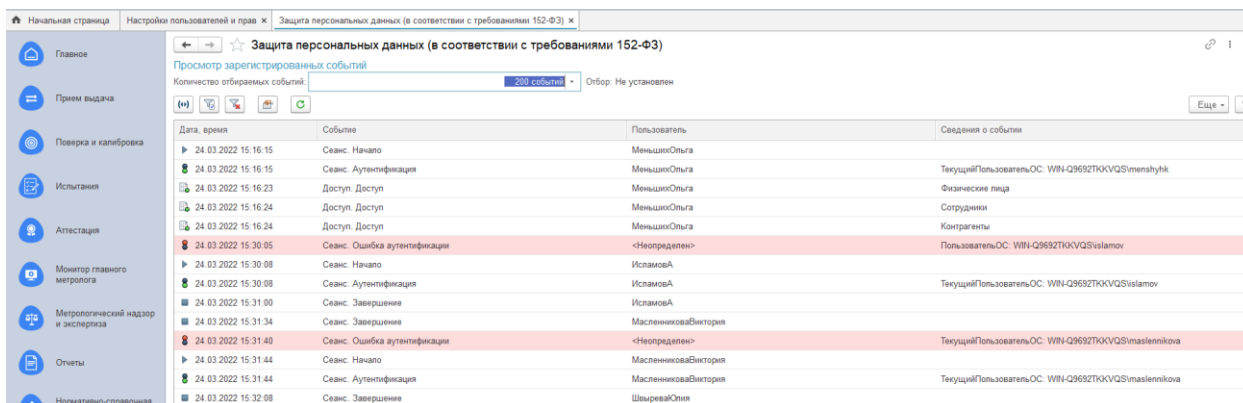 Начальная страница Настройки пользователей и прав × Защита персональных данных (в соответствии с требованиями 152-ФЗ) ×
Главное
Прием выдача
Поверка и калибровка
Испытания
Аттестация
Монитор главного
метролога
Метрологический надзор
и экспертиза
Отчеты
Нормативно-справочная
Защита персональных данных (в соответствии с требованиями 152-ФЗ)
Просмотр зарегистрированных событий
Количество отбираемых событий: 200 событий Отбор: Не установлен
Еще
Дата, время Событие Пользователь Сведения о событии
24.03.2022 15:16:15 Сеанс. Начало МеньшихОльга
24.03.2022 15:16:15 Сеанс. Аутентификация МеньшихОльга ТекущийПользовательОС: WIN-Q9692TKKVQS\menshyhk
24.03.2022 15:16:23 Доступ. Доступ МеньшихОльга Физические лица
24.03.2022 15:16:24 Доступ. Доступ МеньшихОльга Сотрудники
24.03.2022 15:16:24 Доступ. Доступ МеньшихОльга Контрагенты
24.03.2022 15:30:05 Сеанс. Ошибка аутентификации <Неопределен> ПользовательОС: WIN-Q9692TKKVQS\islamov
24.03.2022 15:30:08 Сеанс. Начало ИсламовА
24.03.2022 15:30:08 Сеанс. Аутентификация ИсламовА ТекущийПользовательОС: WIN-Q9692TKKVQS\islamov
24.03.2022 15:31:00 Сеанс. Завершение ИсламовА
24.03.2022 15:31:34 Сеанс. Завершение МасленниковаВиктория
24.03.2022 15:31:40 Сеанс. Ошибка аутентификации <Неопределен> ТекущийПользовательОС: WIN-Q9692TKKVQS\maslennikova
24.03.2022 15:31:44 Сеанс. Начало МасленниковаВиктория
24.03.2022 15:31:44 Сеанс. Аутентификация МасленниковаВиктория ТекущийПользовательОС: WIN-Q9692TKKVQS\maslennikova
24.03.2022 15:32:08 Сеанс. Завершение ШвыреваЮлия